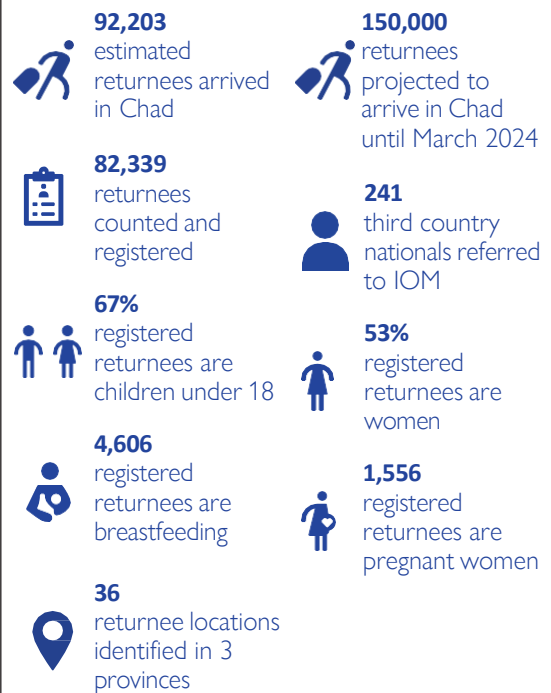 92,203
estimated
returnees arrived
in Chad
150,000
returnees
projected to
arrive in Chad
until March 2024
82,339
returnees
counted and
registered
241
third country
nationals referred
to IOM
67%
registered
returnees are
children under 18
53%
registered
returnees are
women
4,606
registered
returnees are
breastfeeding
1,556
registered
returnees are
pregnant women
36
returnee locations
identified in 3
provinces